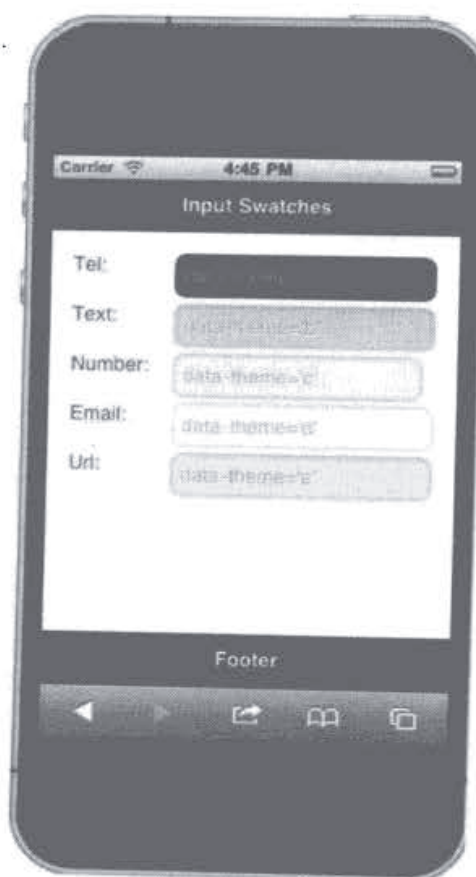 Carrier 4:45 PM
Input Swatches
Tel:
Text:
Number: data-theme='c'
Email: data-theme='d'
Url: data-theme='e'
Footer